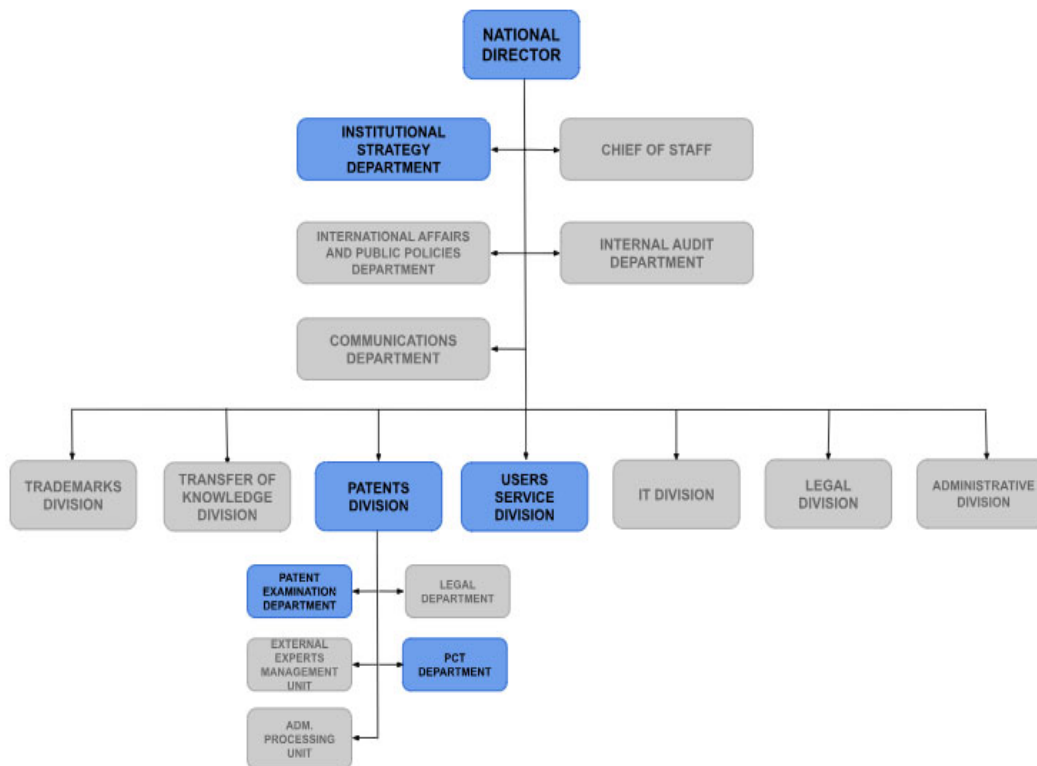 NATIONAL
DIRECTOR
INSTITUTIONAL
STRATEGY
DEPARTMENT
CHIEF OF STAFF
INTERNATIONAL AFFAIRS
AND PUBLIC POLICIES
DEPARTMENT
INTERNAL AUDIT
DEPARTMENT
COMMUNICATIONS
DEPARTMENT
TRADEMARKS
DIVISION
TRANSFER OF
KNOWLEDGE
DIVISION
PATENTS
DIVISION
USERS
SERVICE
DIVISION
IT DIVISION
LEGAL
DIVISION
ADMINISTRATIVE
DIVISION
PATENT
EXAMINATION
DEPARTMENT
LEGAL
DEPARTMENT
EXTERNAL
EXPERTS
MANAGEMENT
UNIT
PCT
DEPARTMENT
ADM.
PROCESSING
UNIT